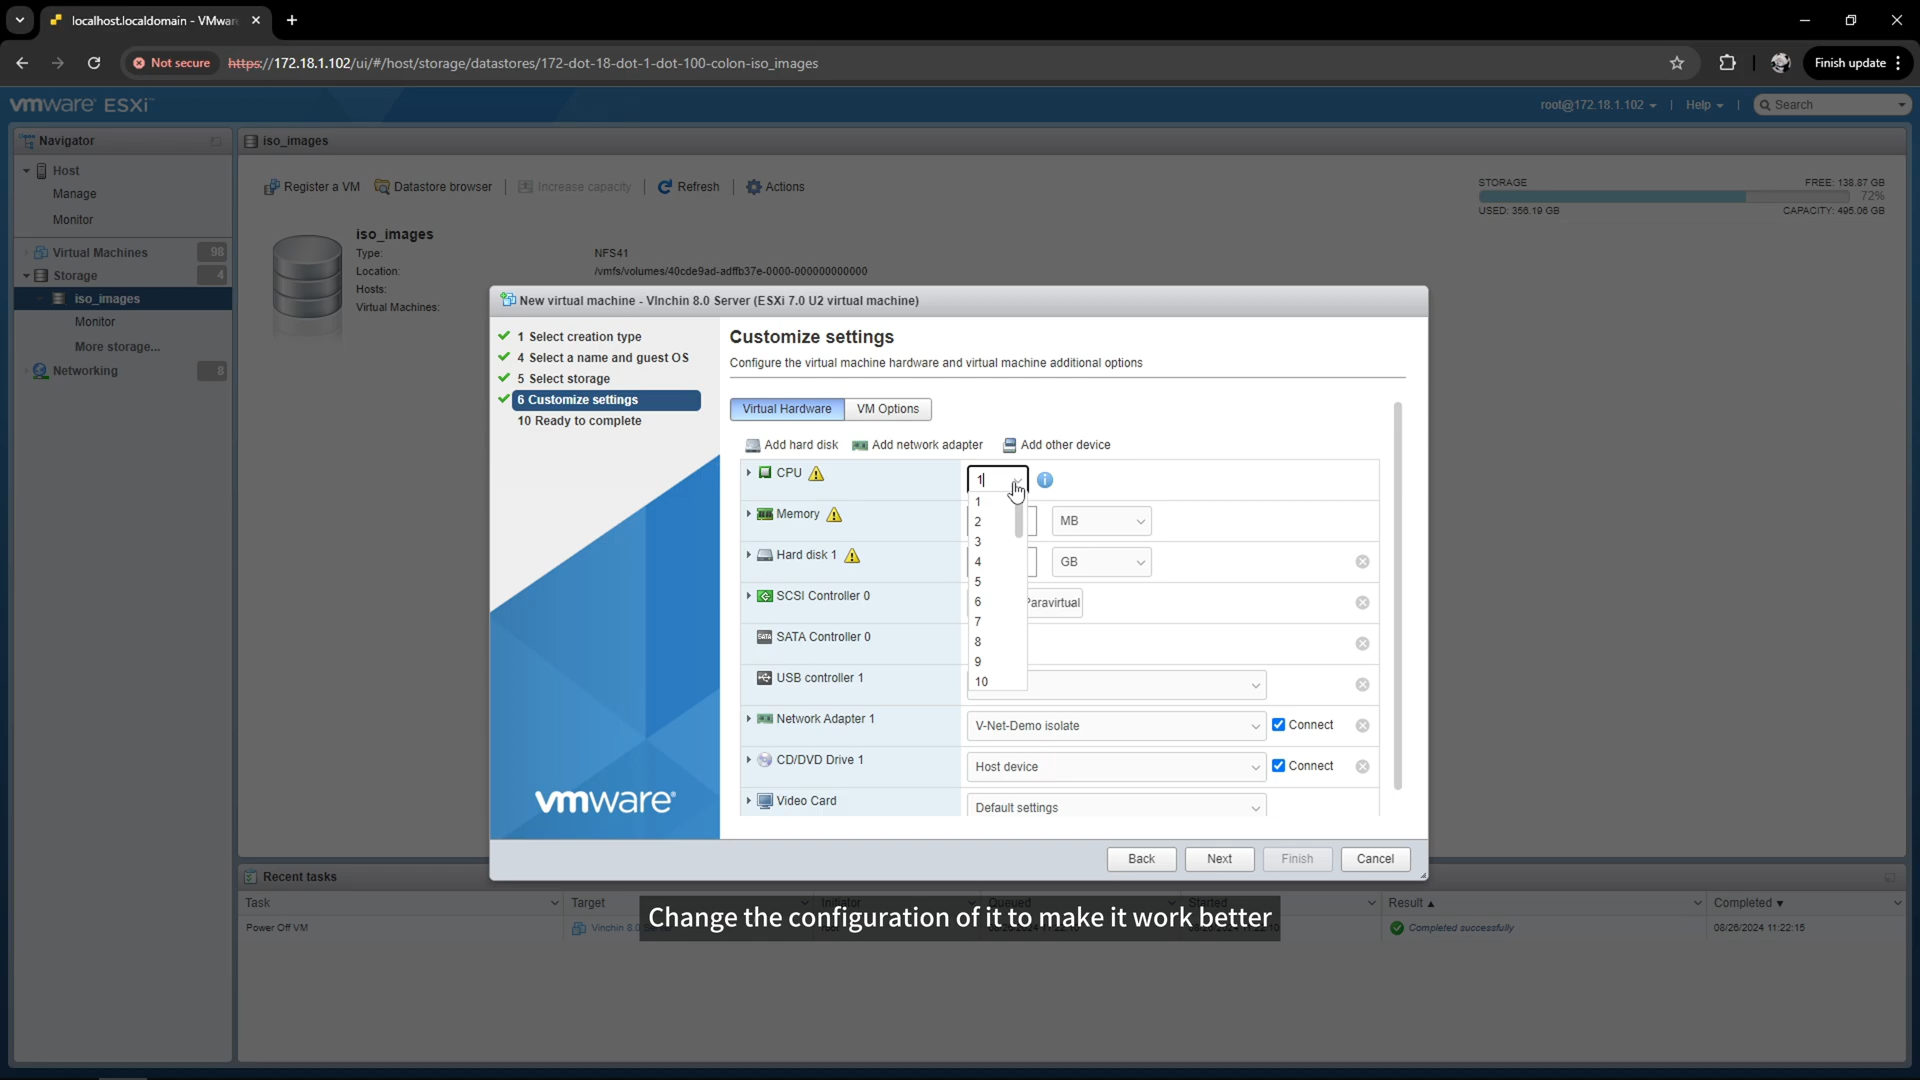 localhost.localdomain - VMwar
Not secure https://172.18.1.102/ui/#/host/storage/datastores/172-dot-18-dot-1-dot-100-colon-iso_images
Finish update
vmware ESXi
root@172.18.1.102 | Help | Search
Navigator
Host
Manage
Monitor
Virtual Machines 98
Storage 4
iso_images
Monitor
More storage...
Networking 8
iso_images
Register a VM Datastore browser Increase capacity Refresh Actions
STORAGE FREE: 138.87 GB
72%
USED: 356.19 GB CAPACITY: 495.06 GB
iso_images
Type: NFS41
Location: /vmfs/volumes/40cde9ad-adffb37e-0000-000000000000
Hosts:
Virtual Machines:
New virtual machine - VInchin 8.0 Server (ESXi 7.0 U2 virtual machine)
1 Select creation type
4 Select a name and guest OS
5 Select storage
6 Customize settings
10 Ready to complete
vmware
Customize settings
Configure the virtual machine hardware and virtual machine additional options
Virtual Hardware VM Options
Add hard disk Add network adapter Add other device
CPU 1
1
2
3
4
5
6
7
8
9
10
Memory MB
Hard disk 1 GB
SCSI Controller 0 Paravirtual
SATA Controller 0
USB controller 1
Network Adapter 1 V-Net-Demo isolate Connect
CD/DVD Drive 1 Host device Connect
Video Card Default settings
Back Next Finish Cancel
Recent tasks
Task Target Initiator Queued Started Result Completed
Power Off VM Vinchin 8.0 Completed successfully 08/26/2024 11:22:15
Change the configuration of it to make it work better